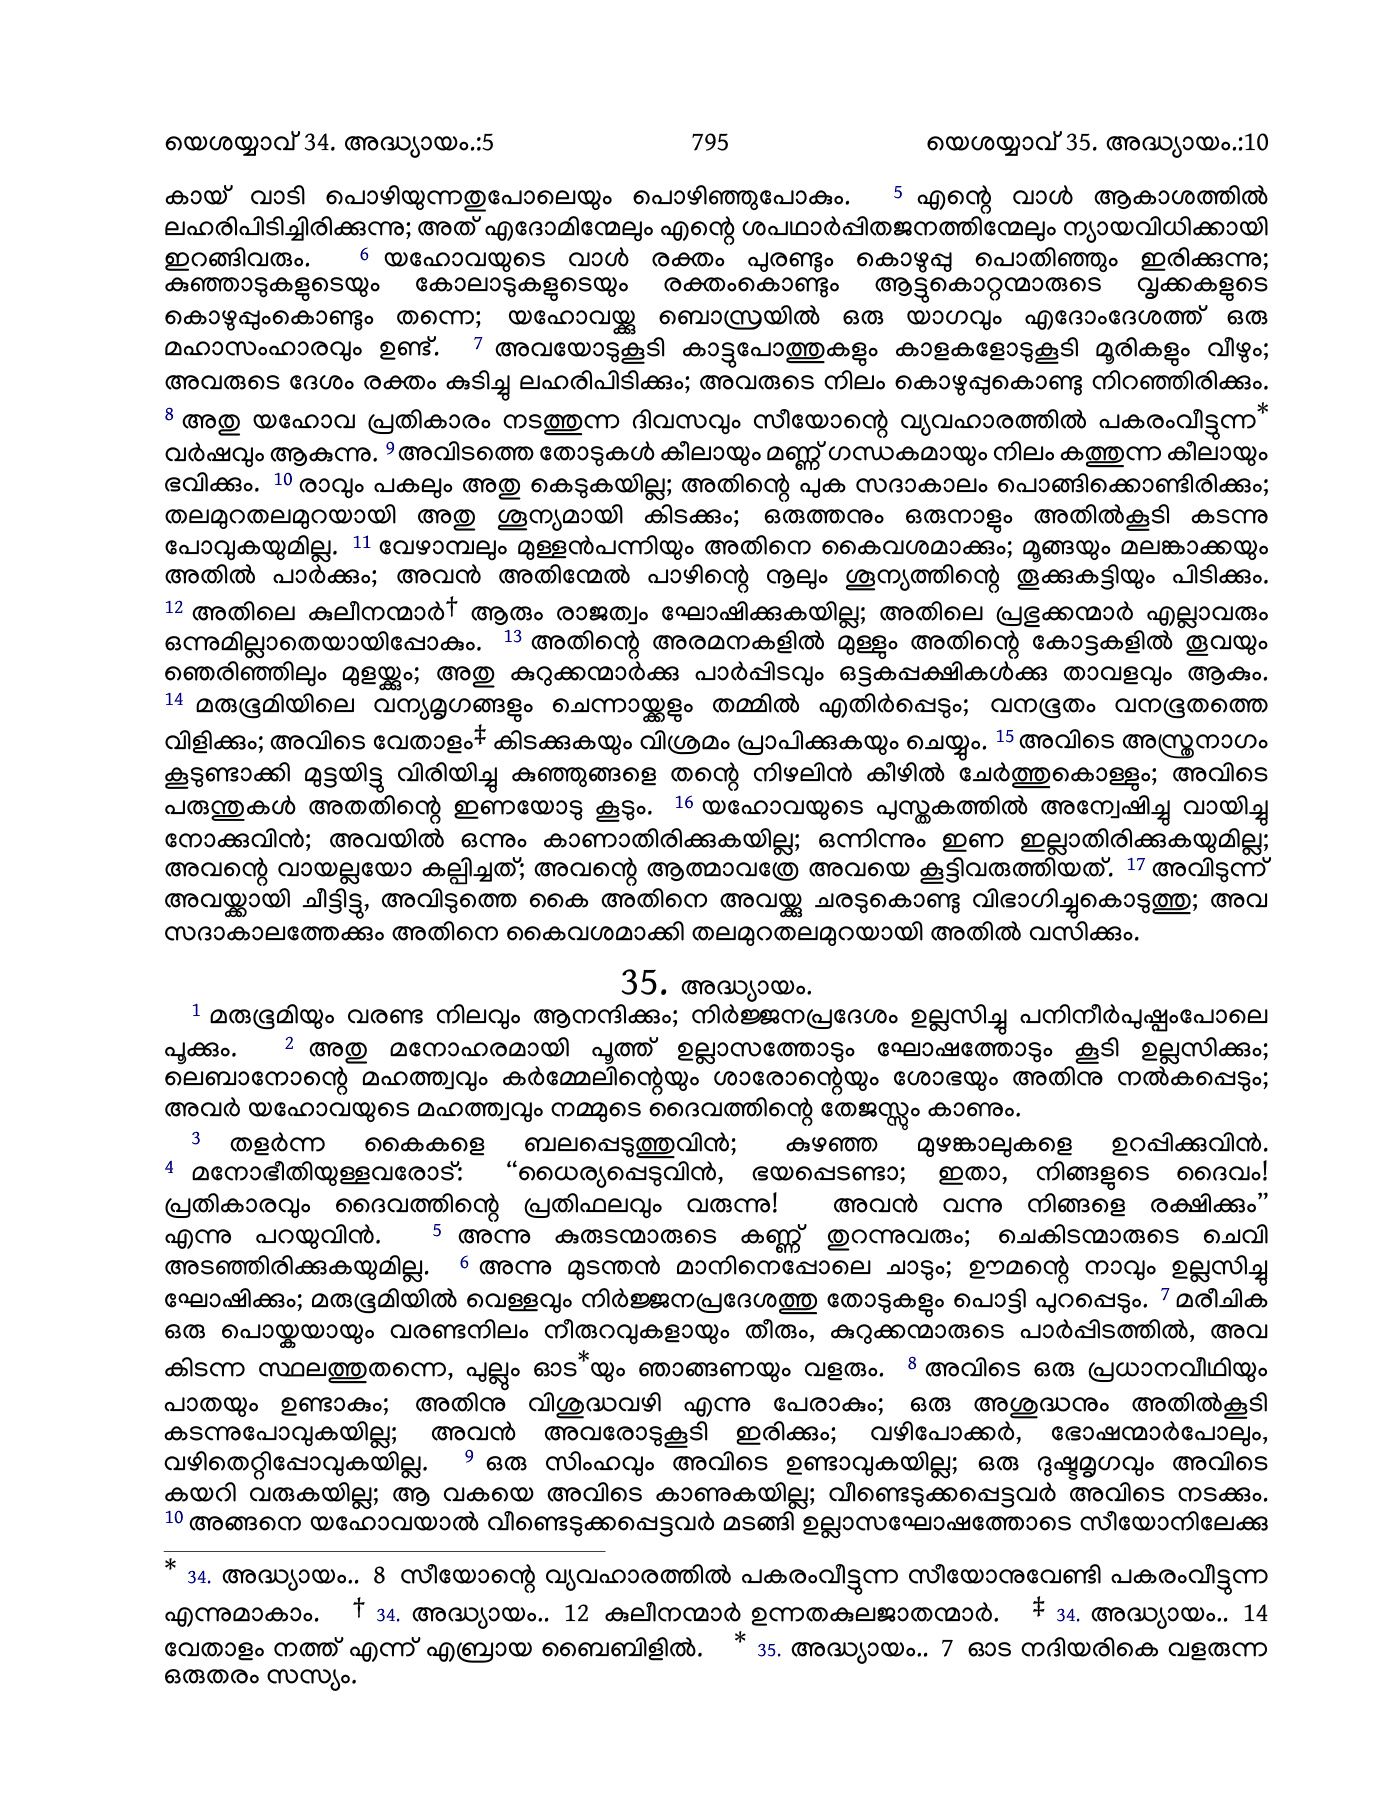 യെശയ്യാവ് 34. അദ്ധ്യായം.:5 795 യെശയ്യാവ് 35. അദ്ധ്യായം.:10
കായ് വാടി പൊഴിയുന്നതുപോലെയും പൊഴിഞ്ഞുപോകും. 5 എന്റെ വാൾ ആകാശത്തിൽ
ലഹരിപിടിച്ചിരിക്കുന്നു; അത് എദോമിന്മേലും എന്റെ ശപഥാർപ്പിതജനത്തിന്മേലും ന്യായവിധിക്കായി
ഇറങ്ങിവരും. 6 യഹോവയുടെ വാൾ രക്തം പുരണ്ടും കൊഴുപ്പു പൊതിഞ്ഞും ഇരിക്കുന്നു;
കുഞ്ഞാടുകളുടെയും കോലാടുകളുടെയും രക്തംകൊണ്ടും ആട്ടുകൊറ്റന്മാരുടെ വൃക്കകളുടെ
കൊഴുപ്പുംകൊണ്ടും തന്നെ; യഹോവയ്ക്കു ബൊസ്രയിൽ ഒരു യാഗവും എദോംദേശത്ത് ഒരു
മഹാസംഹാരവും ഉണ്ട്. 7 അവയോടുകൂടി കാട്ടുപോത്തുകളും കാളകളോടുകൂടി മൂരികളും വീഴും;
അവരുടെ ദേശം രക്തം കുടിച്ചു ലഹരിപിടിക്കും; അവരുടെ നിലം കൊഴുപ്പുകൊണ്ടു നിറഞ്ഞിരിക്കും.
8 അതു യഹോവ പ്രതികാരം നടത്തുന്ന ദിവസവും സീയോന്റെ വ്യവഹാരത്തിൽ പകരംവീട്ടുന്ന*
വർഷവും ആകുന്നു. 9 അവിടത്തെ തോടുകൾ കീലായും മണ്ണ് ഗന്ധകമായും നിലം കത്തുന്ന കീലായും
ഭവിക്കും. 10 രാവും പകലും അതു കെടുകയില്ല; അതിന്റെ പുക സദാകാലം പൊങ്ങിക്കൊണ്ടിരിക്കും;
തലമുറതലമുറയായി അതു ശൂന്യമായി കിടക്കും; ഒരുത്തനും ഒരുനാളും അതിൽകൂടി കടന്നു
പോവുകയുമില്ല. 11 വേഴാമ്പലും മുള്ളൻപന്നിയും അതിനെ കൈവശമാക്കും; മൂങ്ങയും മലങ്കാക്കയും
അതിൽ പാർക്കും; അവൻ അതിന്മേൽ പാഴിന്റെ നൂലും ശൂന്യത്തിന്റെ തൂക്കുകട്ടിയും പിടിക്കും.
12 അതിലെ കുലീനന്മാർ† ആരും രാജത്വം ഘോഷിക്കുകയില്ല; അതിലെ പ്രഭുക്കന്മാർ എല്ലാവരും
ഒന്നുമില്ലാതെയായിപ്പോകും. 13 അതിന്റെ അരമനകളിൽ മുള്ളും അതിന്റെ കോട്ടകളിൽ തൂവയും
ഞെരിഞ്ഞിലും മുളയ്ക്കും; അതു കുറുക്കന്മാർക്കു പാർപ്പിടവും ഒട്ടകപ്പക്ഷികൾക്കു താവളവും ആകും.
14 മരുഭൂമിയിലെ വന്യമൃഗങ്ങളും ചെന്നായ്ക്കളും തമ്മിൽ എതിർപ്പെടും; വനഭൂതം വനഭൂതത്തെ
വിളിക്കും; അവിടെ വേതാളം‡ കിടക്കുകയും വിശ്രമം പ്രാപിക്കുകയും ചെയ്യും. 15 അവിടെ അസ്ത്രനാഗം
കൂടുണ്ടാക്കി മുട്ടയിട്ടു വിരിയിച്ചു കുഞ്ഞുങ്ങളെ തന്റെ നിഴലിൻ കീഴിൽ ചേർത്തുകൊള്ളും; അവിടെ
പരുന്തുകൾ അതതിന്റെ ഇണയോടു കൂടും. 16 യഹോവയുടെ പുസ്തകത്തിൽ അന്വേഷിച്ചു വായിച്ചു
നോക്കുവിൻ; അവയിൽ ഒന്നും കാണാതിരിക്കുകയില്ല; ഒന്നിന്നും ഇണ ഇല്ലാതിരിക്കുകയുമില്ല;
അവന്റെ വായല്ലയോ കല്പിച്ചത്; അവന്റെ ആത്മാവത്രേ അവയെ കൂട്ടിവരുത്തിയത്. 17 അവിടുന്ന്
അവയ്ക്കായി ചീട്ടിട്ടു, അവിടുത്തെ കൈ അതിനെ അവയ്ക്കു ചരടുകൊണ്ടു വിഭാഗിച്ചുകൊടുത്തു; അവ
സദാകാലത്തേക്കും അതിനെ കൈവശമാക്കി തലമുറതലമുറയായി അതിൽ വസിക്കും.
35. അദ്ധ്യായം.
1 മരുഭൂമിയും വരണ്ട നിലവും ആനന്ദിക്കും; നിർജ്ജനപ്രദേശം ഉല്ലസിച്ചു പനിനീർപുഷ്പംപോലെ
പൂക്കും. 2 അതു മനോഹരമായി പൂത്ത് ഉല്ലാസത്തോടും ഘോഷത്തോടും കൂടി ഉല്ലസിക്കും;
ലെബാനോന്റെ മഹത്ത്വവും കർമ്മേലിന്റെയും ശാരോന്റെയും ശോഭയും അതിനു നൽകപ്പെടും;
അവർ യഹോവയുടെ മഹത്ത്വവും നമ്മുടെ ദൈവത്തിന്റെ തേജസ്സും കാണും.
3 തളർന്ന കൈകളെ ബലപ്പെടുത്തുവിൻ; കുഴഞ്ഞ മുഴങ്കാലുകളെ ഉറപ്പിക്കുവിൻ.
4 മനോഭീതിയുള്ളവരോട്: “ധൈര്യപ്പെടുവിൻ, ഭയപ്പെടണ്ടാ; ഇതാ, നിങ്ങളുടെ ദൈവം!
പ്രതികാരവും ദൈവത്തിന്റെ പ്രതിഫലവും വരുന്നു! അവൻ വന്നു നിങ്ങളെ രക്ഷിക്കും”
എന്നു പറയുവിൻ. 5 അന്നു കുരുടന്മാരുടെ കണ്ണ് തുറന്നുവരും; ചെകിടന്മാരുടെ ചെവി
അടഞ്ഞിരിക്കുകയുമില്ല. 6 അന്നു മുടന്തൻ മാനിനെപ്പോലെ ചാടും; ഊമന്റെ നാവും ഉല്ലസിച്ചു
ഘോഷിക്കും; മരുഭൂമിയിൽ വെള്ളവും നിർജ്ജനപ്രദേശത്തു തോടുകളും പൊട്ടി പുറപ്പെടും. 7 മരീചിക
ഒരു പൊയ്കയായും വരണ്ടനിലം നീരുറവുകളായും തീരും, കുറുക്കന്മാരുടെ പാർപ്പിടത്തിൽ, അവ
കിടന്ന സ്ഥലത്തുതന്നെ, പുല്ലും ഓട*യും ഞാങ്ങണയും വളരും. 8 അവിടെ ഒരു പ്രധാനവീഥിയും
പാതയും ഉണ്ടാകും; അതിനു വിശുദ്ധവഴി എന്നു പേരാകും; ഒരു അശുദ്ധനും അതിൽകൂടി
കടന്നുപോവുകയില്ല; അവൻ അവരോടുകൂടി ഇരിക്കും; വഴിപോക്കർ, ഭോഷന്മാർപോലും,
വഴിതെറ്റിപ്പോവുകയില്ല. 9 ഒരു സിംഹവും അവിടെ ഉണ്ടാവുകയില്ല; ഒരു ദുഷ്ടമൃഗവും അവിടെ
കയറി വരുകയില്ല; ആ വകയെ അവിടെ കാണുകയില്ല; വീണ്ടെടുക്കപ്പെട്ടവർ അവിടെ നടക്കും.
10 അങ്ങനെ യഹോവയാൽ വീണ്ടെടുക്കപ്പെട്ടവർ മടങ്ങി ഉല്ലാസഘോഷത്തോടെ സീയോനിലേക്കു
* 34. അദ്ധ്യായം.. 8 സീയോന്റെ വ്യവഹാരത്തിൽ പകരംവീട്ടുന്ന സീയോനുവേണ്ടി പകരംവീട്ടുന്ന
എന്നുമാകാം. † 34. അദ്ധ്യായം.. 12 കുലീനന്മാർ ഉന്നതകുലജാതന്മാർ. ‡ 34. അദ്ധ്യായം.. 14
വേതാളം നത്ത് എന്ന് എബ്രായ ബൈബിളിൽ. * 35. അദ്ധ്യായം.. 7 ഓട നദിയരികെ വളരുന്ന
ഒരുതരം സസ്യം.